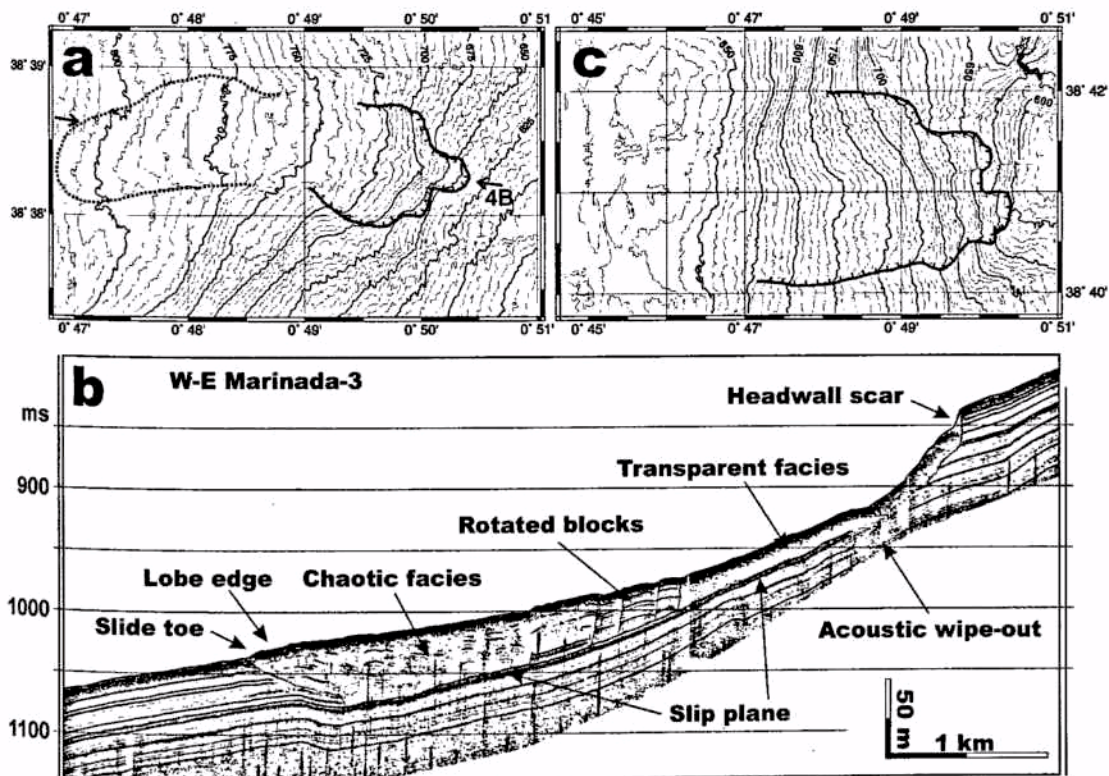 0° 47' 0° 48' 0° 49' 0° 50' 0° 51'
a
900 775 750 725 700 675 650
38° 39'
38° 38'
4B
0° 47' 0° 48' 0° 49' 0° 50' 0° 51'
0° 45' 0° 47' 0° 49' 0° 51'
c
850 800 750 700 650 600
38° 42'
38° 40'
0° 45' 0° 47' 0° 49' 0° 51'
b W-E Marinada-3
ms
900
1000
1100
Headwall scar
Transparent facies
Rotated blocks
Lobe edge
Chaotic facies
Slide toe
Acoustic wipe-out
Slip plane
50 m
1 km